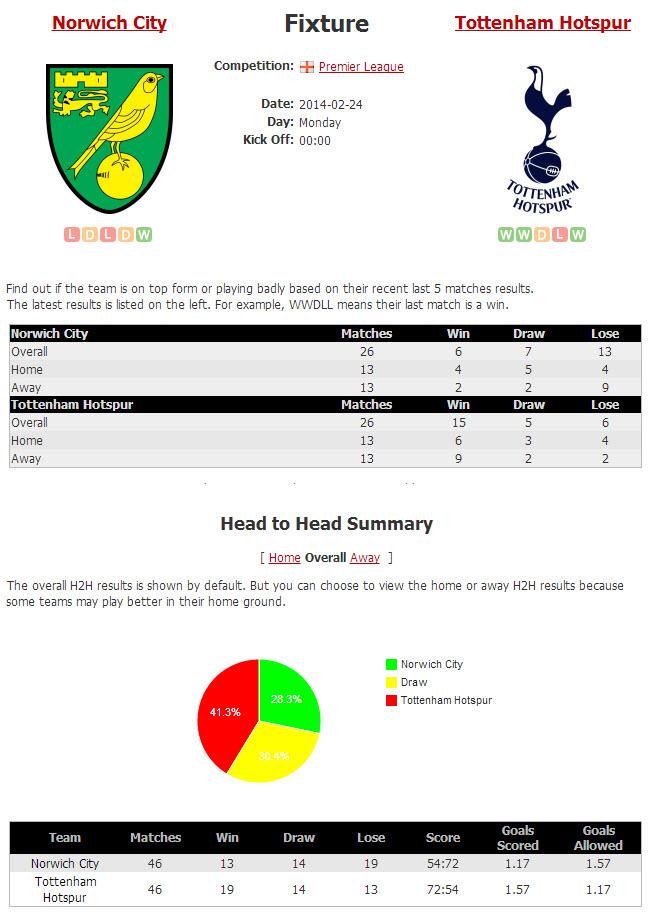 Norwich City
Fixture
Tottenham Hotspur
Competition: Premier League
Date: 2014-02-24
Day: Monday
Kick Off: 00:00
TOTTENHAM
HOTSPUR
L D L D W
W W D L W
Find out if the team is on top form or playing badly based on their recent last 5 matches results.
The latest results is listed on the left. For example, WWDLL means their last match is a win.
Norwich City Matches Win Draw Lose
Overall 26 6 7 13
Home 13 4 5 4
Away 13 2 2 9
Tottenham Hotspur Matches Win Draw Lose
Overall 26 15 5 6
Home 13 6 3 4
Away 13 9 2 2
Head to Head Summary
[ Home Overall Away ]
The overall H2H results is shown by default. But you can choose to view the home or away H2H results because
some teams may play better in their home ground.
Norwich City
Draw
Tottenham Hotspur
28.3%
41.3%
30.4%
Team Matches Win Draw Lose Score Goals Scored Goals Allowed
Norwich City 46 13 14 19 54:72 1.17 1.57
Tottenham Hotspur 46 19 14 13 72:54 1.57 1.17